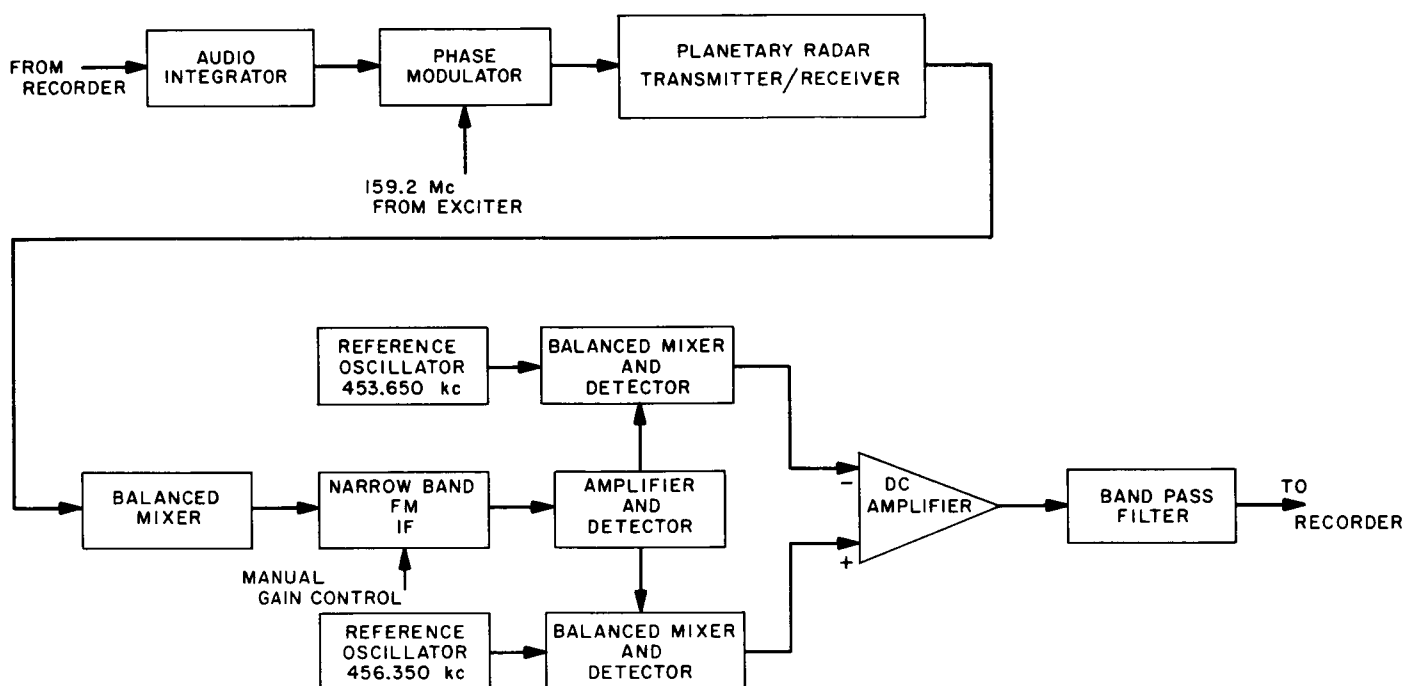 FROM
RECORDER
AUDIO
INTEGRATOR
PHASE
MODULATOR
PLANETARY RADAR
TRANSMITTER/RECEIVER
159.2 Mc
FROM EXCITER
REFERENCE
OSCILLATOR
453.650 kc
BALANCED MIXER
AND
DETECTOR
BALANCED
MIXER
NARROW BAND
FM
IF
AMPLIFIER
AND
DETECTOR
-
DC
AMPLIFIER
+
BAND PASS
FILTER
TO
RECORDER
MANUAL
GAIN CONTROL
REFERENCE
OSCILLATOR
456.350 kc
BALANCED MIXER
AND
DETECTOR